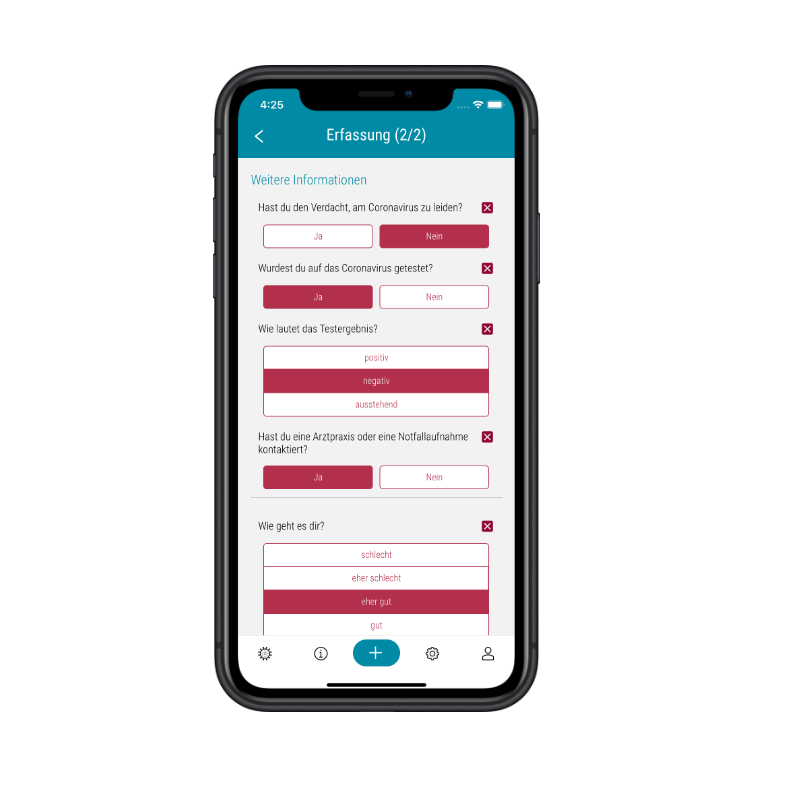 4:25
Erfassung (2/2)
Weitere Informationen
Hast du den Verdacht, am Coronavirus zu leiden?
Ja Nein
Wurdest du auf das Coronavirus getestet?
Ja Nein
Wie lautet das Testergebnis?
positiv
negativ
ausstehend
Hast du eine Arztpraxis oder eine Notfallaufnahme
kontaktiert?
Ja Nein
Wie geht es dir?
schlecht
eher schlecht
eher gut
gut